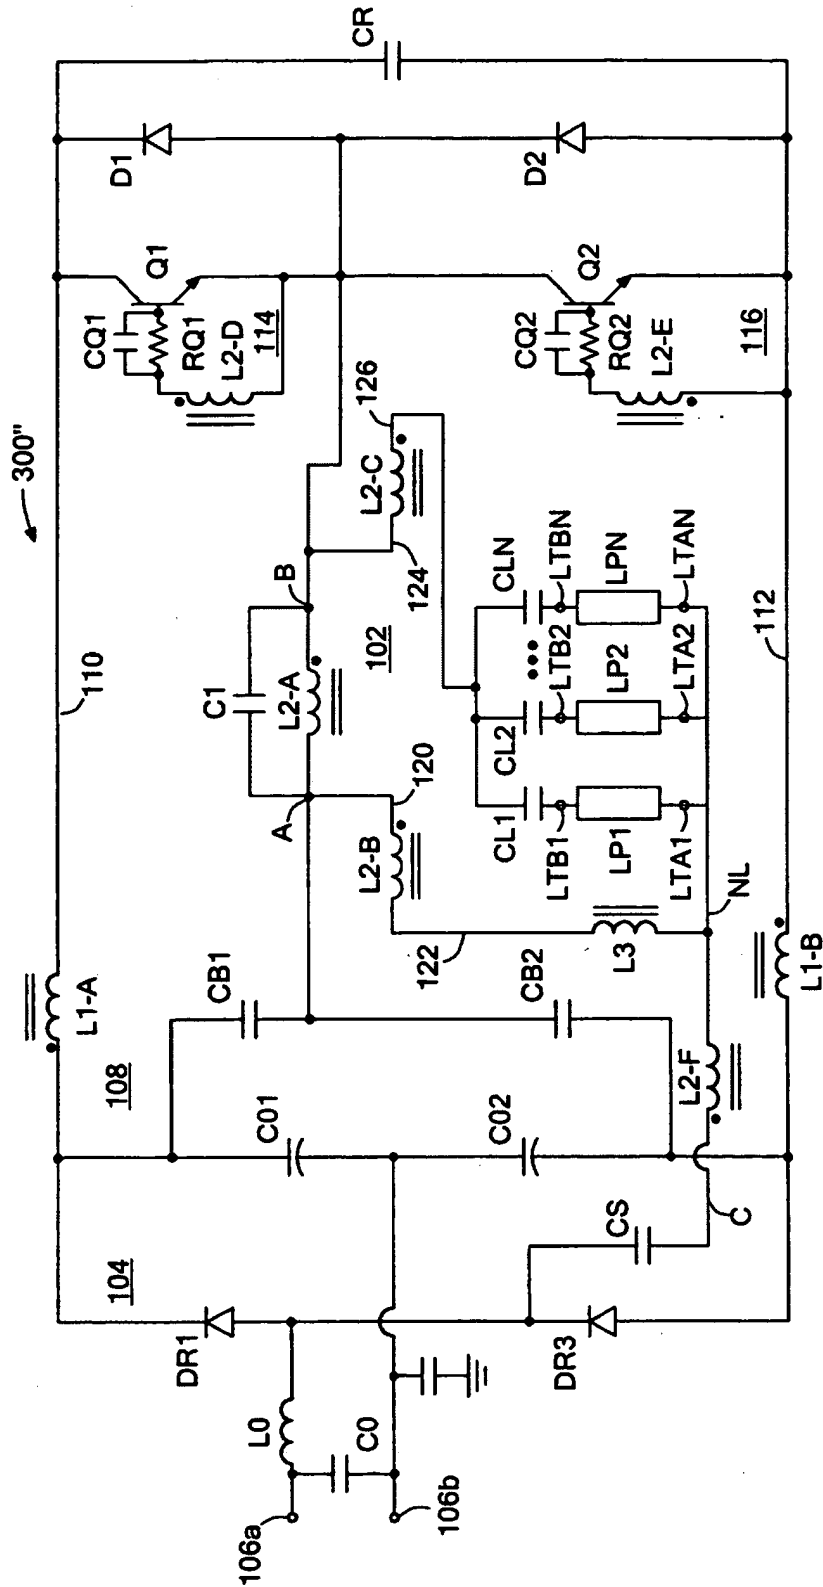 300"
110
CR
D1
D2
Q1
CQ1
RQ1
L2-D
114
Q2
CQ2
RQ2
L2-E
116
126
L2-C
124
B
102
C1
L2-A
A
120
L2-B
122
L3
CLN
LTBN
LPN
LTAN
CL2
LTB2
LP2
LTA2
CL1
LTB1
LP1
LTA1
NL
112
L1-A
L1-B
108
CB1
CB2
L2-F
C01
C02
CS
C
104
DR1
DR3
L0
C0
106a
106b